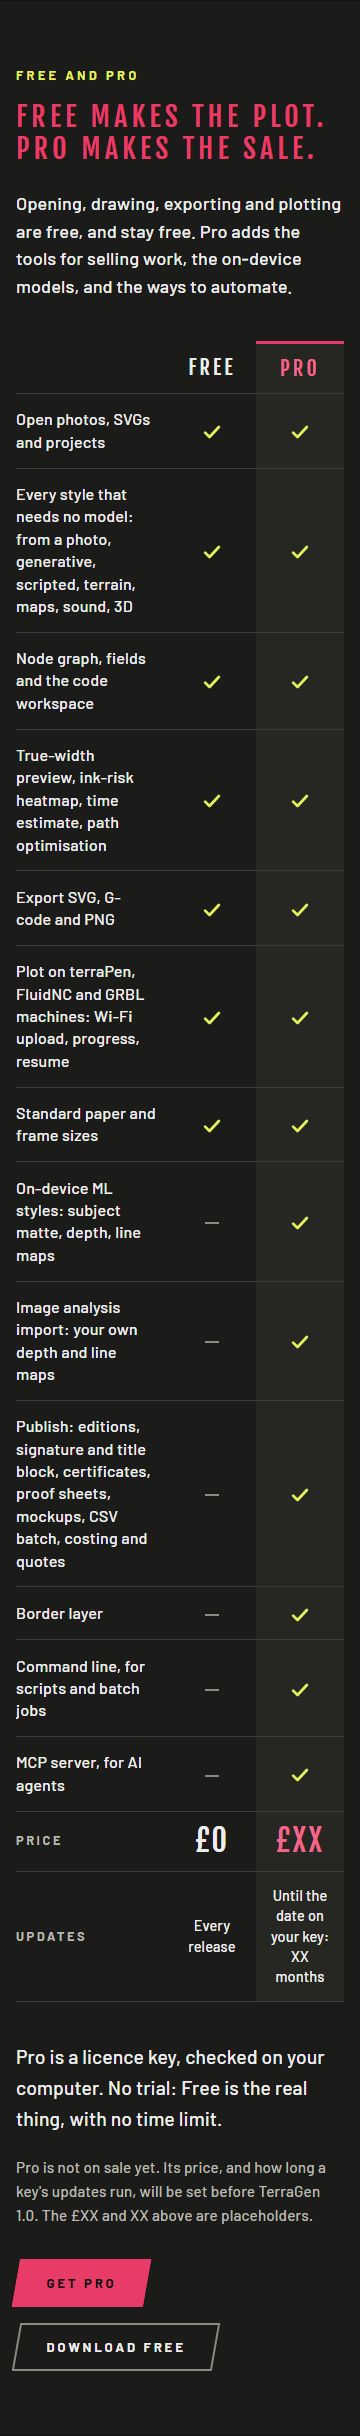 FREE AND PRO
FREE MAKES THE PLOT.
PRO MAKES THE SALE.
Opening, drawing, exporting and plotting
are free, and stay free. Pro adds the
tools for selling work, the on-device
models, and the ways to automate.
FREE PRO
Open photos, SVGs
and projects
Every style that
needs no model:
from a photo,
generative,
scripted, terrain,
maps, sound, 3D
Node graph, fields
and the code
workspace
True-width
preview, ink-risk
heatmap, time
estimate, path
optimisation
Export SVG, G-
code and PNG
Plot on terraPen,
FluidNC and GRBL
machines: Wi-Fi
upload, progress,
resume
Standard paper and
frame sizes
On-device ML
styles: subject
matte, depth, line
maps
Image analysis
import: your own
depth and line
maps
Publish: editions,
signature and title
block, certificates,
proof sheets,
mockups, CSV
batch, costing and
quotes
Border layer
Command line, for
scripts and batch
jobs
MCP server, for AI
agents
PRICE £0 £XX
UPDATES
Every
release
Until the
date on
your key:
XX
months
Pro is a licence key, checked on your
computer. No trial: Free is the real
thing, with no time limit.
Pro is not on sale yet. Its price, and how long a
key's updates run, will be set before TerraGen
1.0. The £XX and XX above are placeholders.
GET PRO
DOWNLOAD FREE